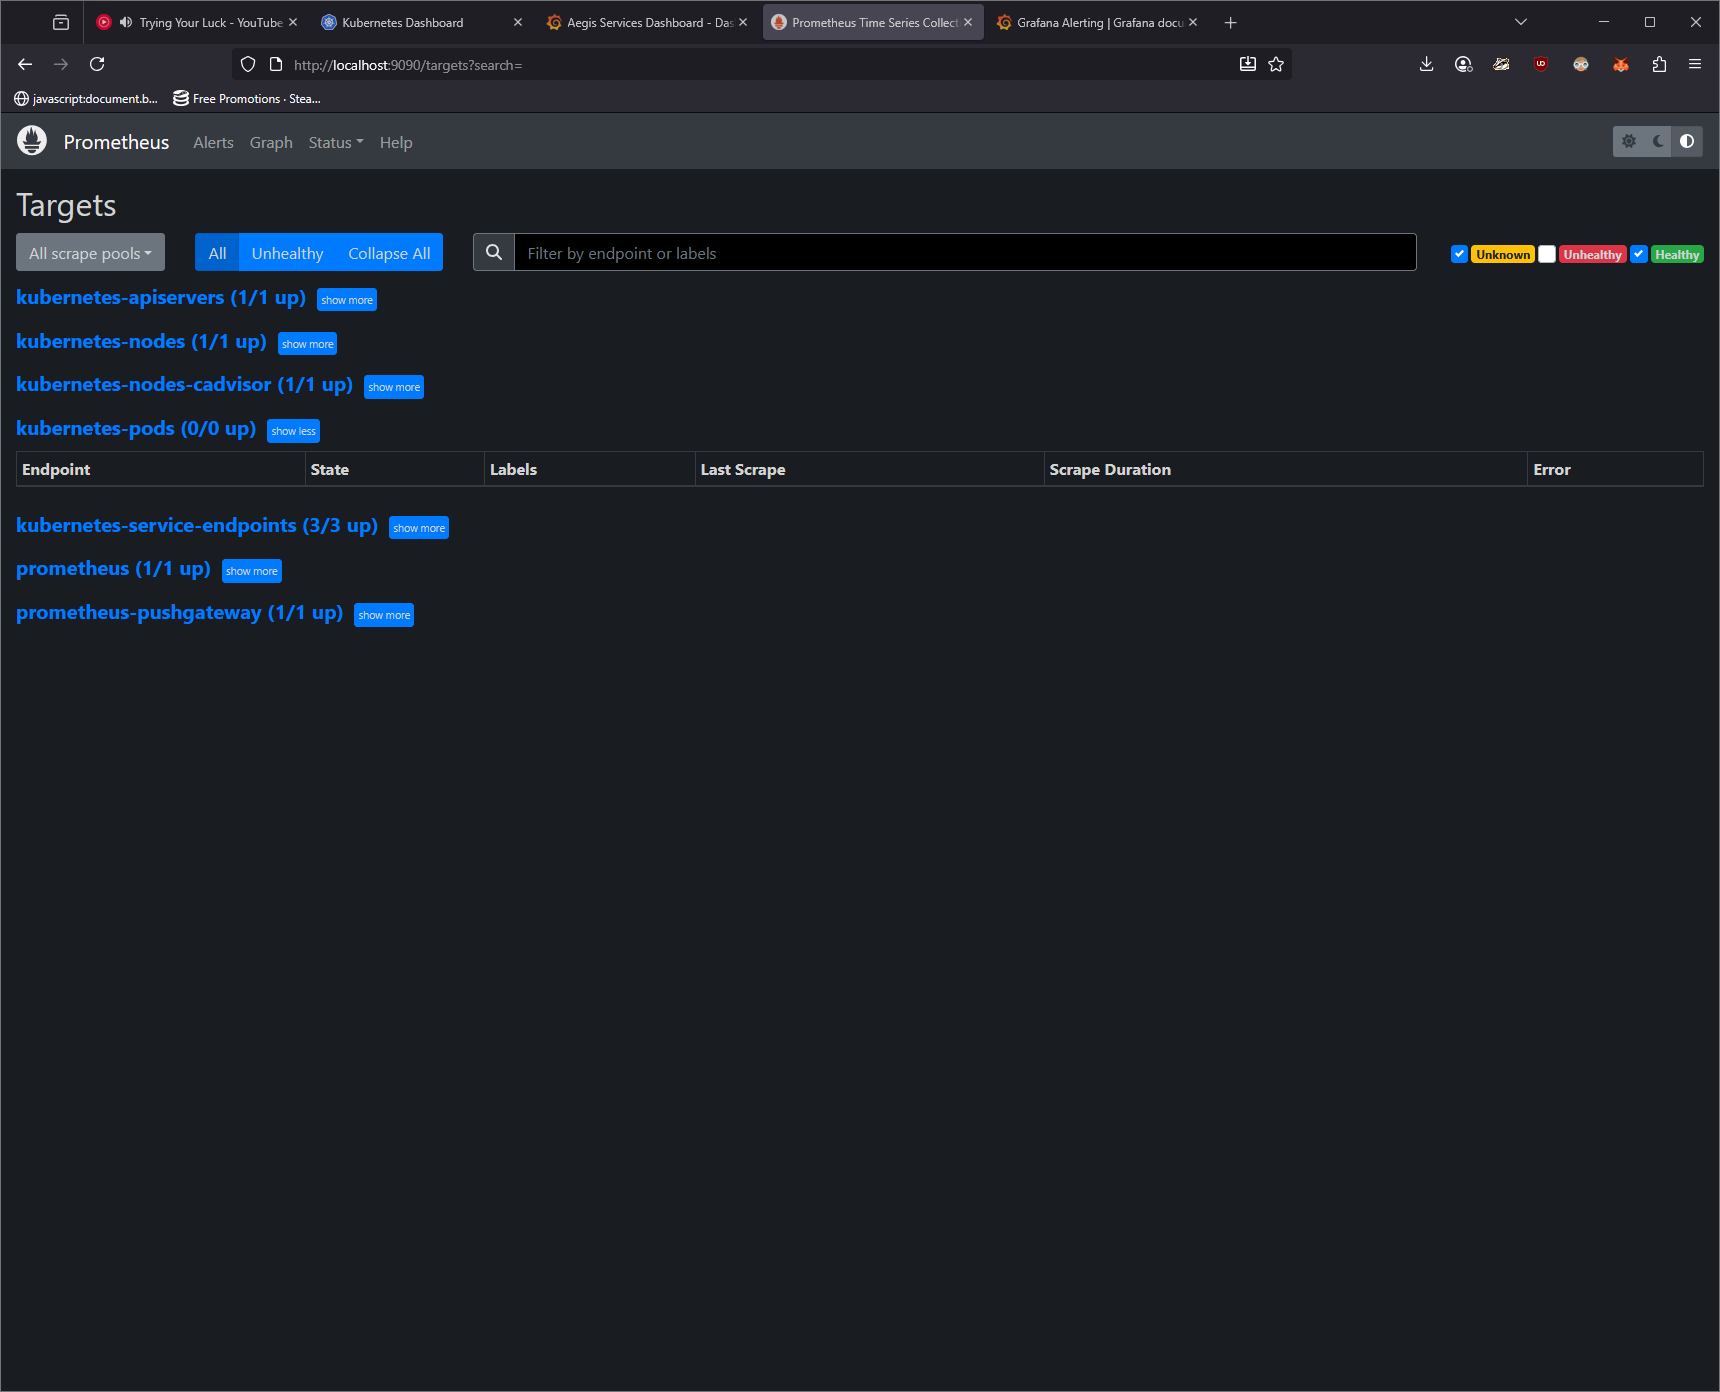 Trying Your Luck - YouTube
Kubernetes Dashboard
Aegis Services Dashboard - Das
Prometheus Time Series Collect
Grafana Alerting | Grafana docu
http://localhost:9090/targets?search=
javascript:document.b...
Free Promotions · Stea...
Prometheus Alerts Graph Status Help
Targets
All scrape pools All Unhealthy Collapse All Filter by endpoint or labels Unknown Unhealthy Healthy
kubernetes-apiservers (1/1 up) show more
kubernetes-nodes (1/1 up) show more
kubernetes-nodes-cadvisor (1/1 up) show more
kubernetes-pods (0/0 up) show less
Endpoint State Labels Last Scrape Scrape Duration Error
kubernetes-service-endpoints (3/3 up) show more
prometheus (1/1 up) show more
prometheus-pushgateway (1/1 up) show more